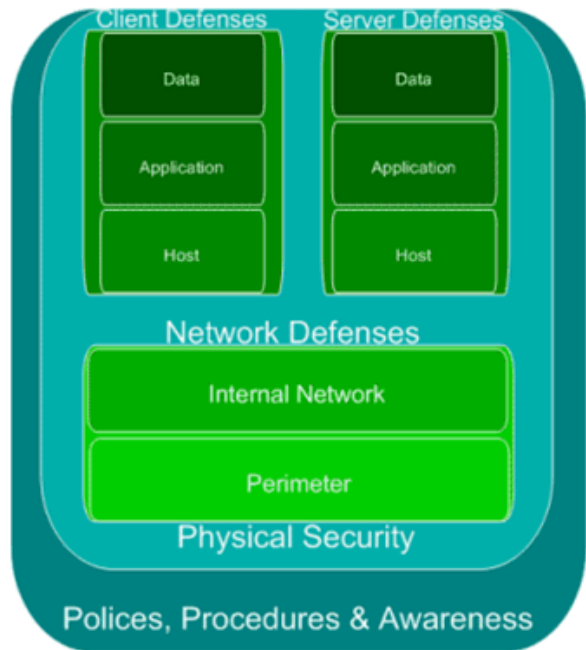 Client Defenses
Data
Application
Host
Server Defenses
Data
Application
Host
Network Defenses
Internal Network
Perimeter
Physical Security
Polices, Procedures & Awareness